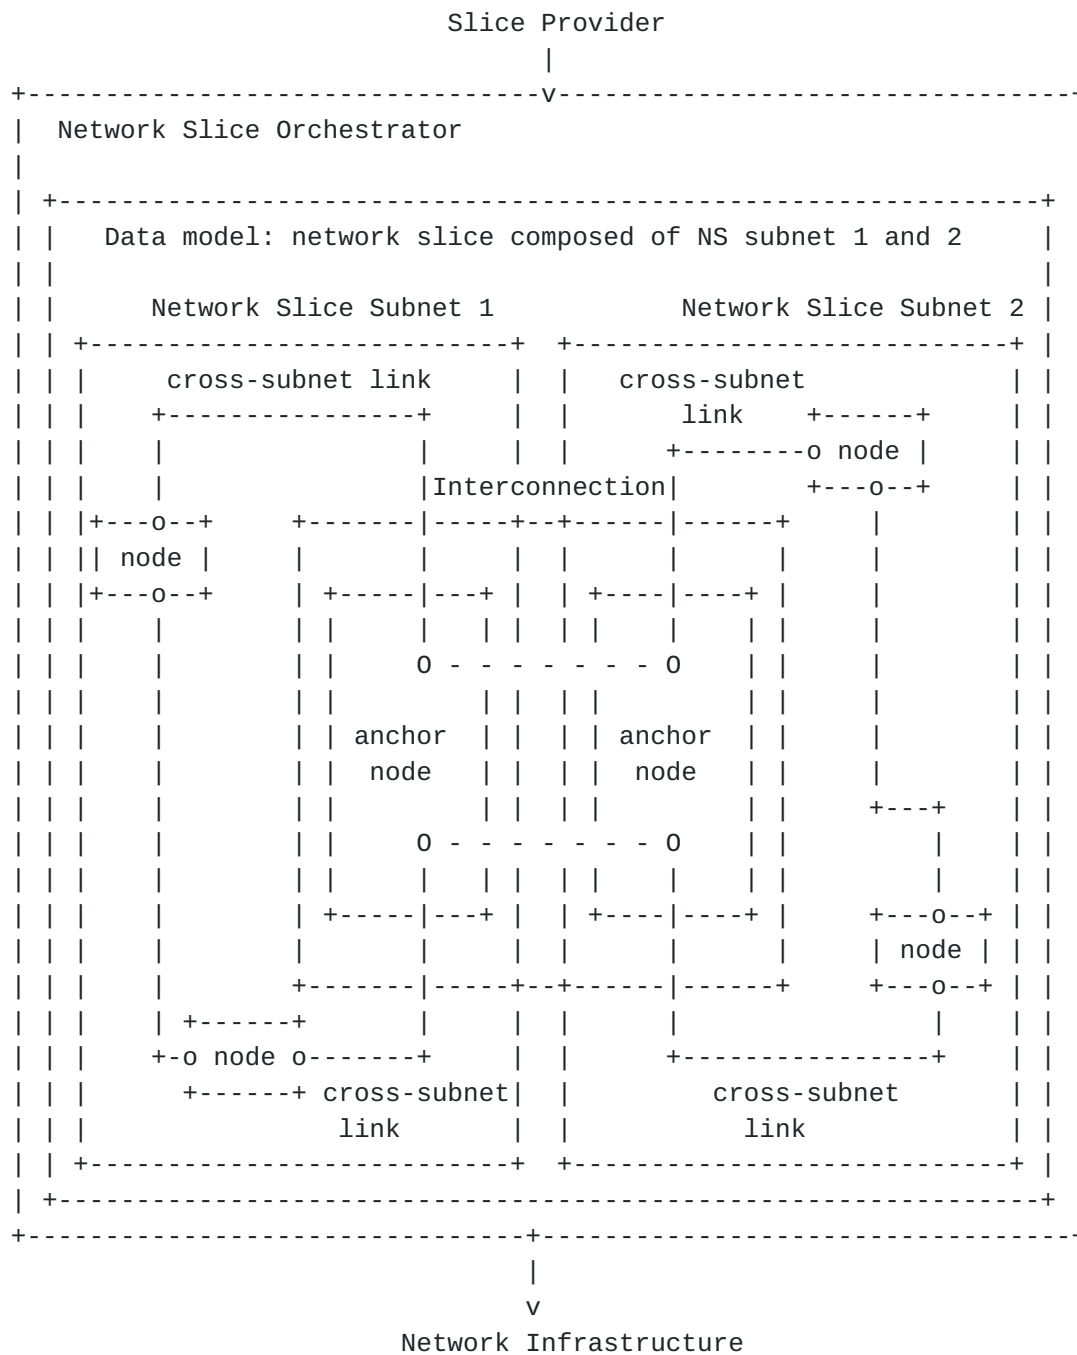 Slice Provider
Network Slice Orchestrator
Data model: network slice composed of NS subnet 1 and 2
Network Slice Subnet 1 Network Slice Subnet 2
cross-subnet link cross-subnet
link
node
Interconnection
node
anchor anchor
node node
node
node
cross-subnet cross-subnet
link link
Network Infrastructure